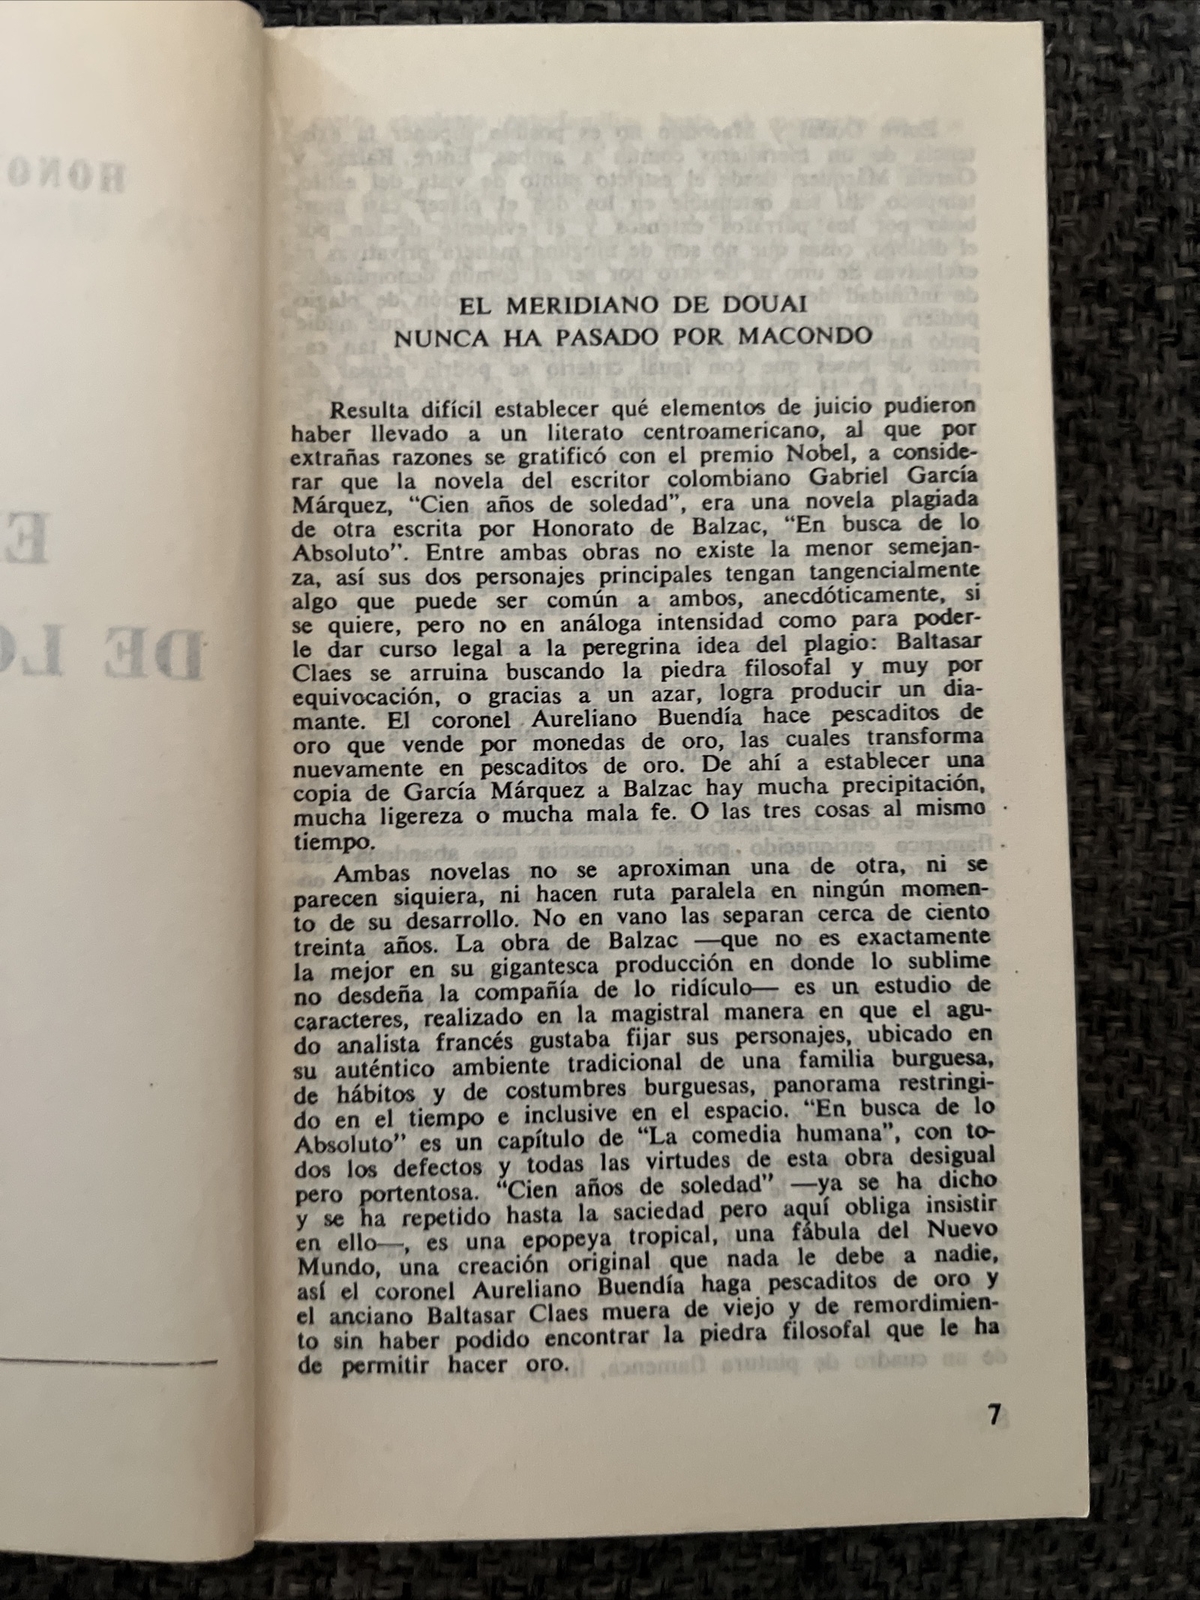 HONO
E
DE LO
EL MERIDIANO DE DOUAI
NUNCA HA PASADO POR MACONDO
Resulta difícil establecer qué elementos de juicio pudieron
haber llevado a un literato centroamericano, al que por
extrañas razones se gratificó con el premio Nobel, a conside-
rar que la novela del escritor colombiano Gabriel García
Márquez, “Cien años de soledad”, era una novela plagiada
de otra escrita por Honorato de Balzac, “En busca de lo
Absoluto”. Entre ambas obras no existe la menor semejan-
za, así sus dos personajes principales tengan tangencialmente
algo que puede ser común a ambos, anecdóticamente, si
se quiere, pero no en análoga intensidad como para poder-
le dar curso legal a la peregrina idea del plagio: Baltasar
Claes se arruina buscando la piedra filosofal y muy por
equivocación, o gracias a un azar, logra producir un dia-
mante. El coronel Aureliano Buendía hace pescaditos de
oro que vende por monedas de oro, las cuales transforma
nuevamente en pescaditos de oro. De ahí a establecer una
copia de García Márquez a Balzac hay mucha precipitación,
mucha ligereza o mucha mala fe. O las tres cosas al mismo
tiempo.
Ambas novelas no se aproximan una de otra, ni se
parecen siquiera, ni hacen ruta paralela en ningún momen-
to de su desarrollo. No en vano las separan cerca de ciento
treinta años. La obra de Balzac —que no es exactamente
la mejor en su gigantesca producción en donde lo sublime
no desdeña la compañía de lo ridículo— es un estudio de
caracteres, realizado en la magistral manera en que el agu-
do analista francés gustaba fijar sus personajes, ubicado en
su auténtico ambiente tradicional de una familia burguesa,
de hábitos y de costumbres burguesas, panorama restringi-
do en el tiempo e inclusive en el espacio. “En busca de lo
Absoluto” es un capítulo de “La comedia humana”, con to-
dos los defectos y todas las virtudes de esta obra desigual
pero portentosa. “Cien años de soledad” —ya se ha dicho
y se ha repetido hasta la saciedad pero aquí obliga insistir
en ello—, es una epopeya tropical, una fábula del Nuevo
Mundo, una creación original que nada le debe a nadie,
así el coronel Aureliano Buendía haga pescaditos de oro y
el anciano Baltasar Claes muera de viejo y de remordimien-
to sin haber podido encontrar la piedra filosofal que le ha
de permitir hacer oro.
7